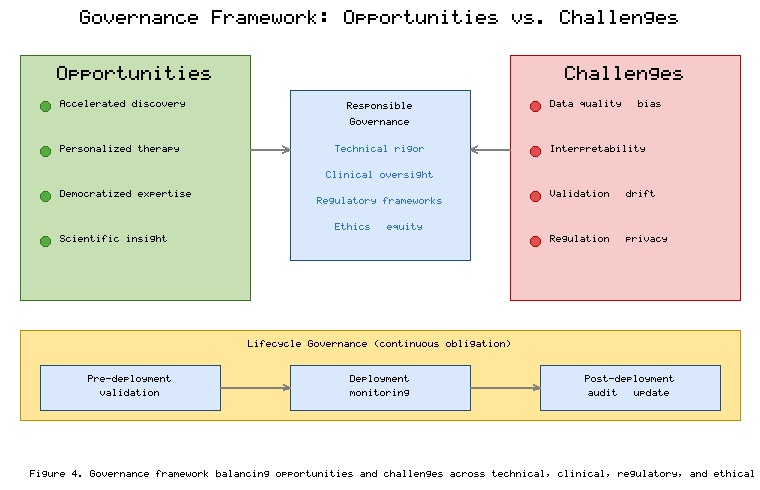 Governance Framework: Opportunities vs. Challenges
Opportunities
Accelerated discovery
Personalized therapy
Democratized expertise
Scientific insight
Responsible
Governance
Technical rigor
Clinical oversight
Regulatory frameworks
Ethics equity
Challenges
Data quality bias
Interpretability
Validation drift
Regulation privacy
Lifecycle Governance (continuous obligation)
Pre-deployment
validation
Deployment
monitoring
Post-deployment
audit update
Figure 4. Governance framework balancing opportunities and challenges across technical, clinical, regulatory, and ethical